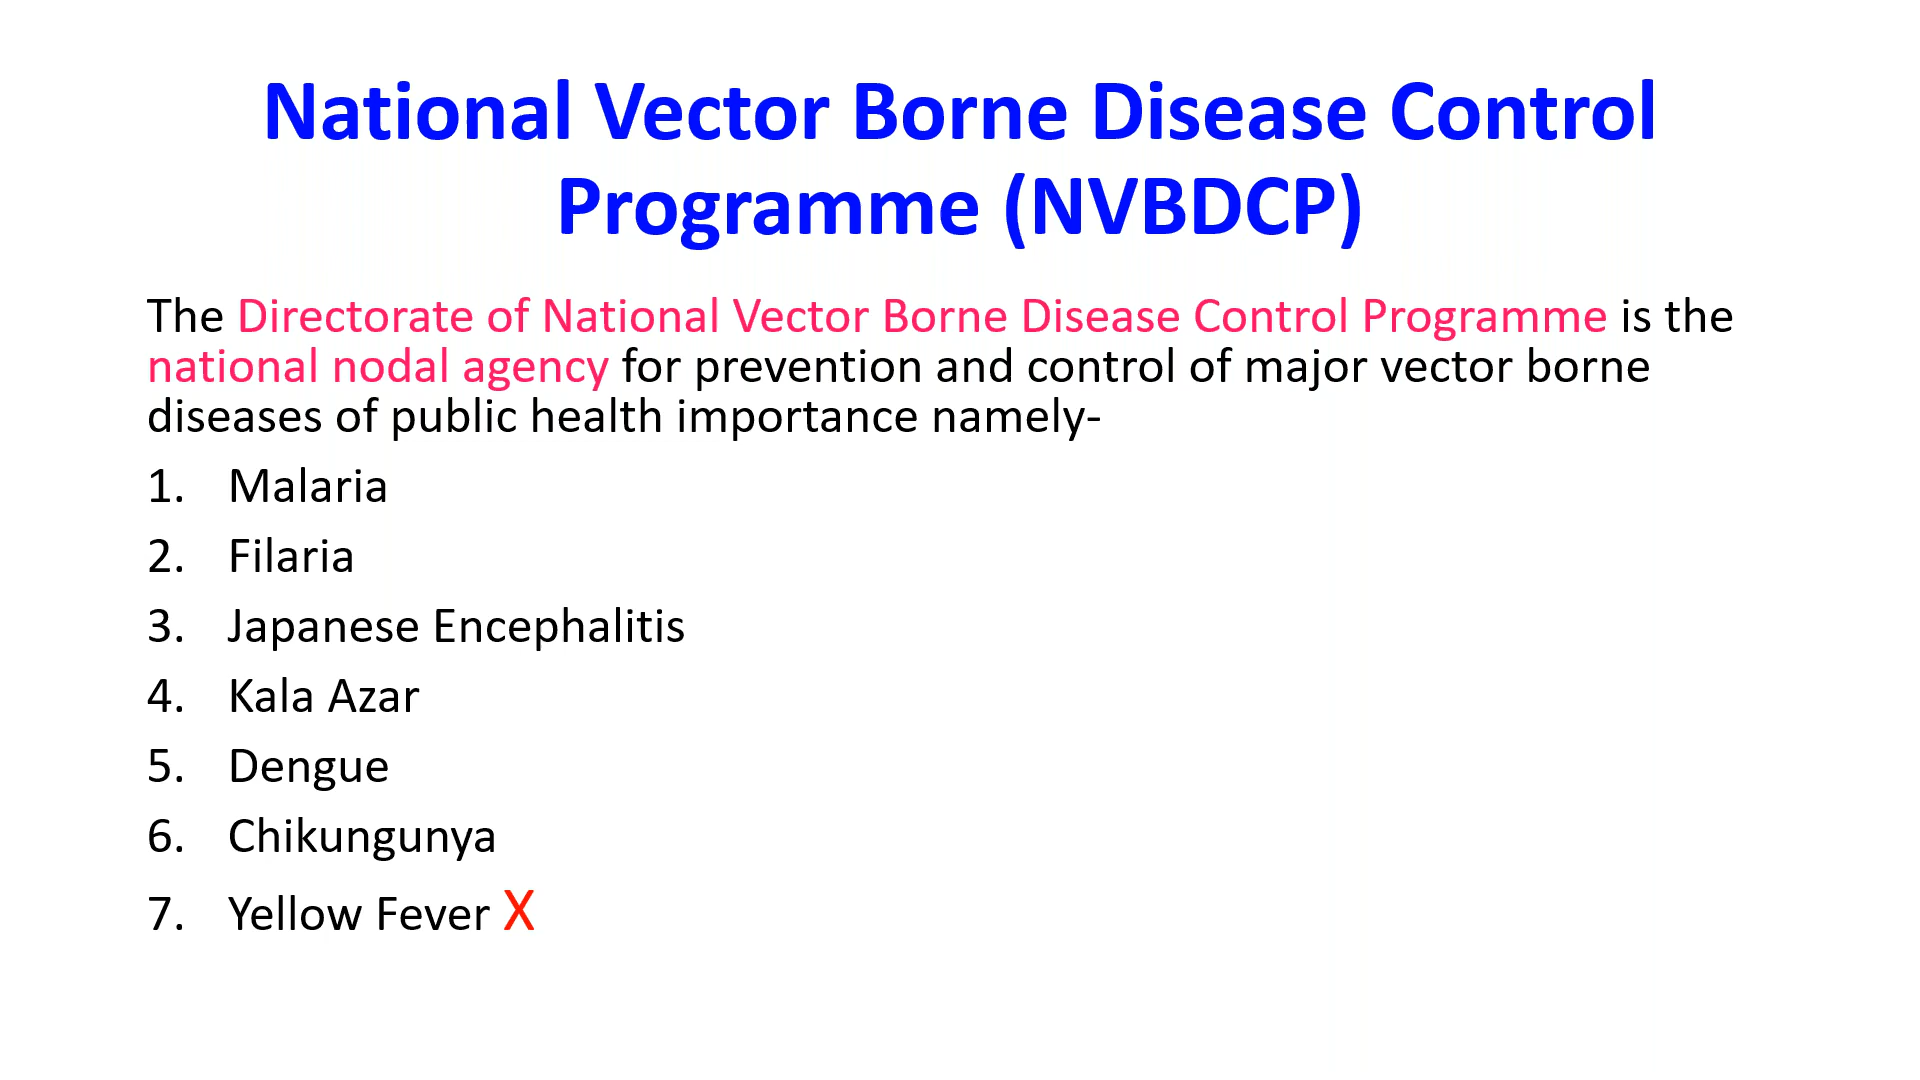 National Vector Borne Disease Control
Programme (NVBDCP)
The Directorate of National Vector Borne Disease Control Programme is the
national nodal agency for prevention and control of major vector borne
diseases of public health importance namely-
1. Malaria
2. Filaria
3. Japanese Encephalitis
4. Kala Azar
5. Dengue
6. Chikungunya
7. Yellow Fever X